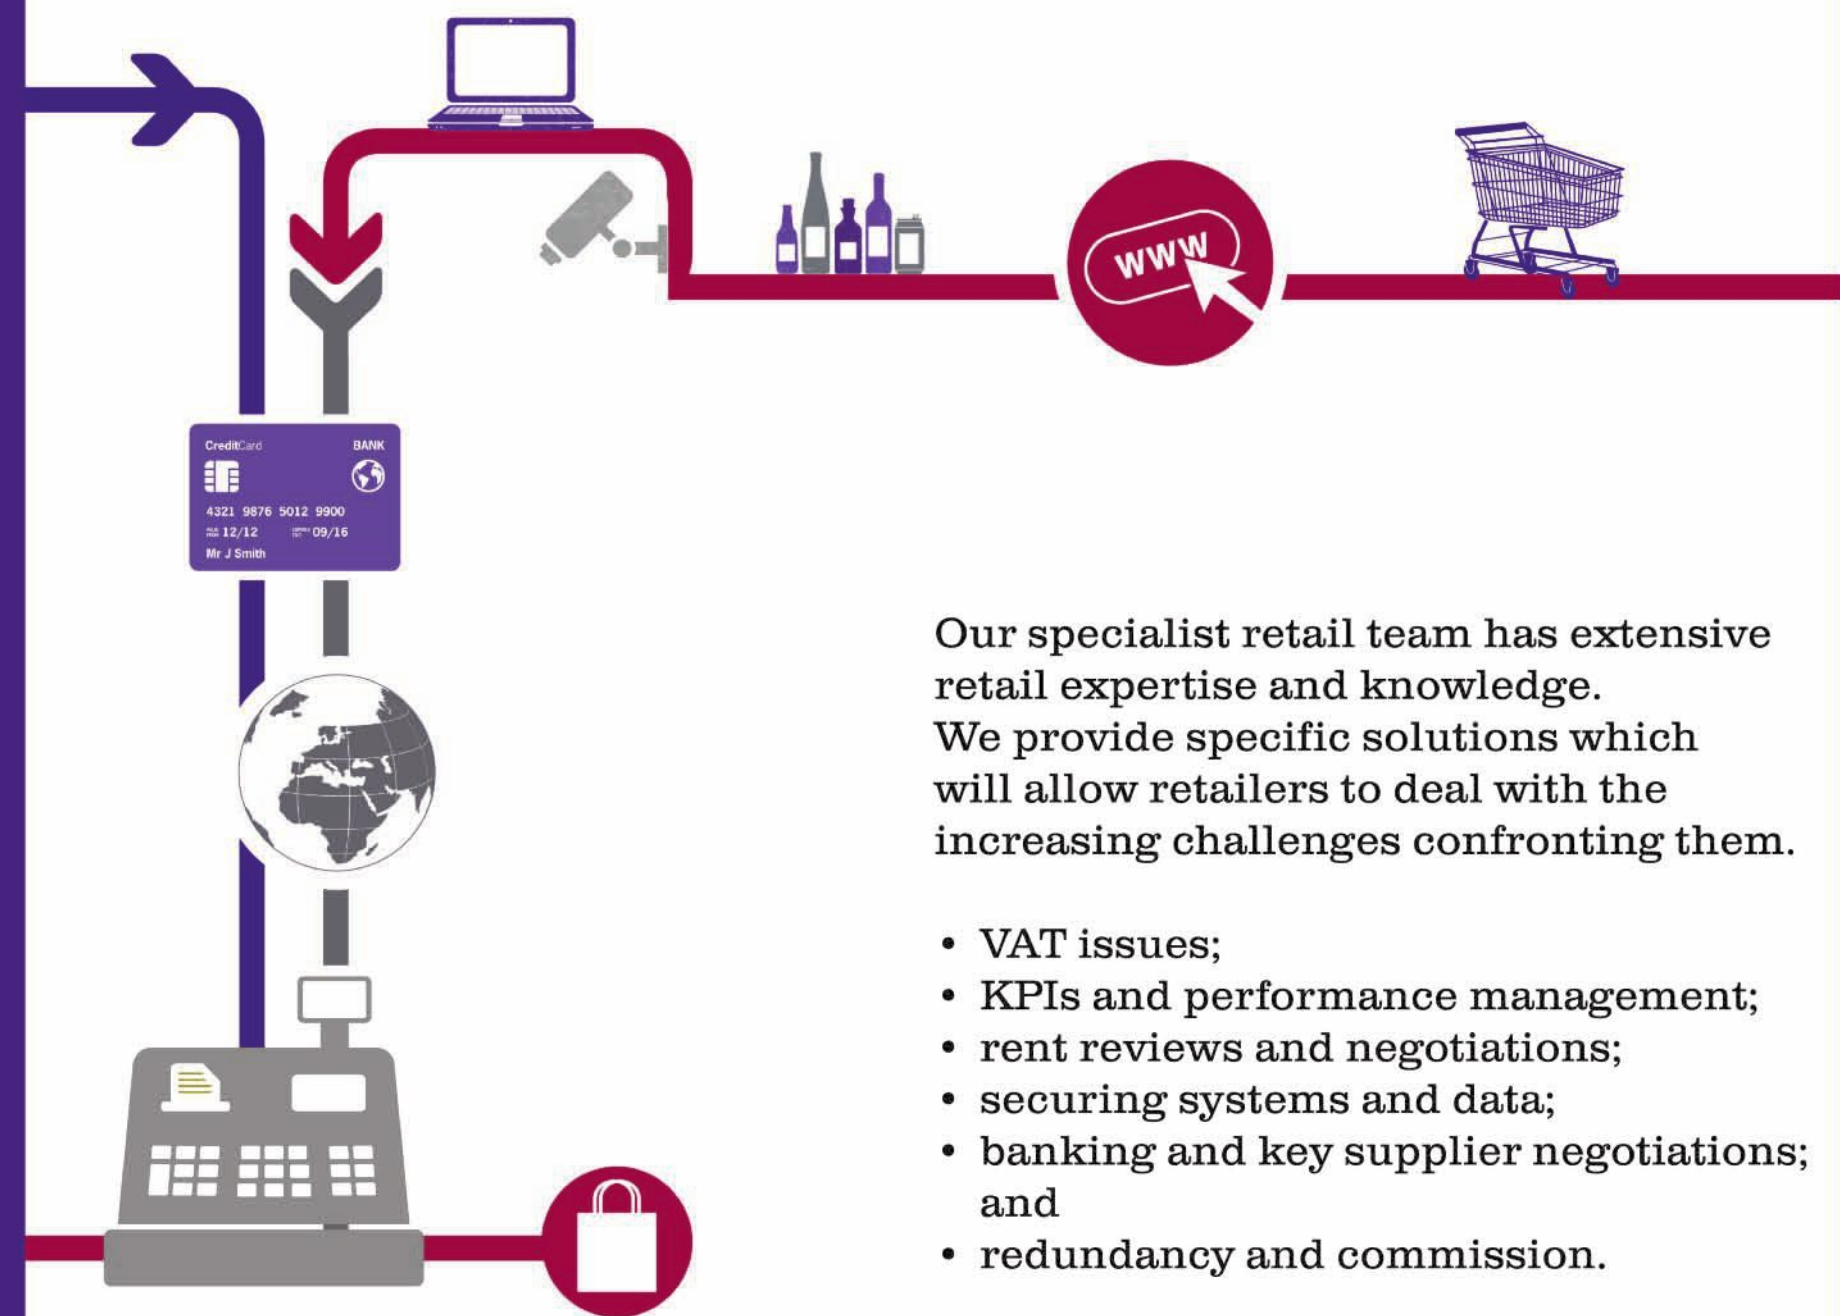 www
CreditCard BANK
4321 9876 5012 9900
12/12 09/16
Mr J Smith
Our specialist retail team has extensive
retail expertise and knowledge.
We provide specific solutions which
will allow retailers to deal with the
increasing challenges confronting them.
• VAT issues;
• KPIs and performance management;
• rent reviews and negotiations;
• securing systems and data;
• banking and key supplier negotiations;
and
• redundancy and commission.